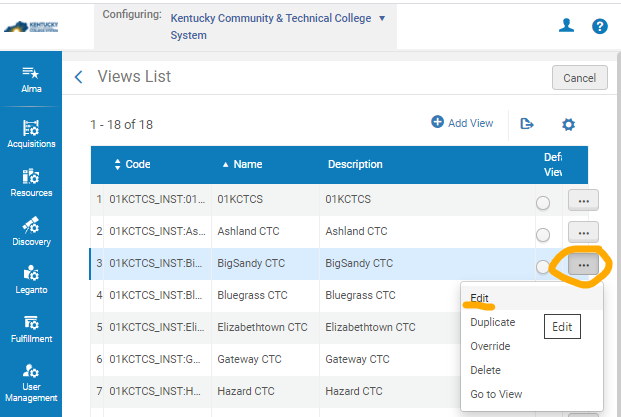 KENTUCKY
Configuring:
Kentucky Community & Technical College
System
Alma
Acquisitions
Resources
Discovery
Leganto
Fulfillment
User
Management
Views List
Cancel
1 - 18 of 18
Add View
Code Name Description Defa
View
1 01KCTCS_INST:01... 01KCTCS 01KCTCS ...
2 01KCTCS_INST:As... Ashland CTC Ashland CTC ...
3 01KCTCS_INST:Bi... BigSandy CTC BigSandy CTC ...
4 01KCTCS_INST:Bl... Bluegrass CTC Bluegrass CTC
5 01KCTCS_INST:Eli... Elizabethtown CTC Elizabethtown CTC
6 01KCTCS_INST:G... Gateway CTC Gateway CTC
7 01KCTCS_INST:H... Hazard CTC Hazard CTC
Edit
Duplicate
Edit
Override
Delete
Go to View